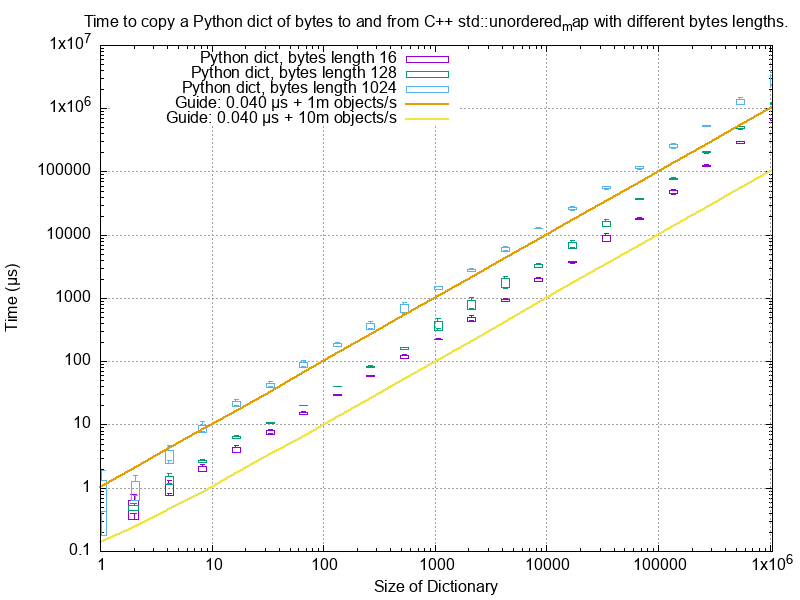 Time to copy a Python dict of bytes to and from C++ std::unordered_map with different bytes lengths.
Python dict, bytes length 16
Python dict, bytes length 128
Python dict, bytes length 1024
Guide: 0.040 µs + 1m objects/s
Guide: 0.040 µs + 10m objects/s
1x10^7
1x10^6
100000
10000
1000
100
10
1
0.1
Time (µs)
1 10 100 1000 10000 100000 1x10^6
Size of Dictionary